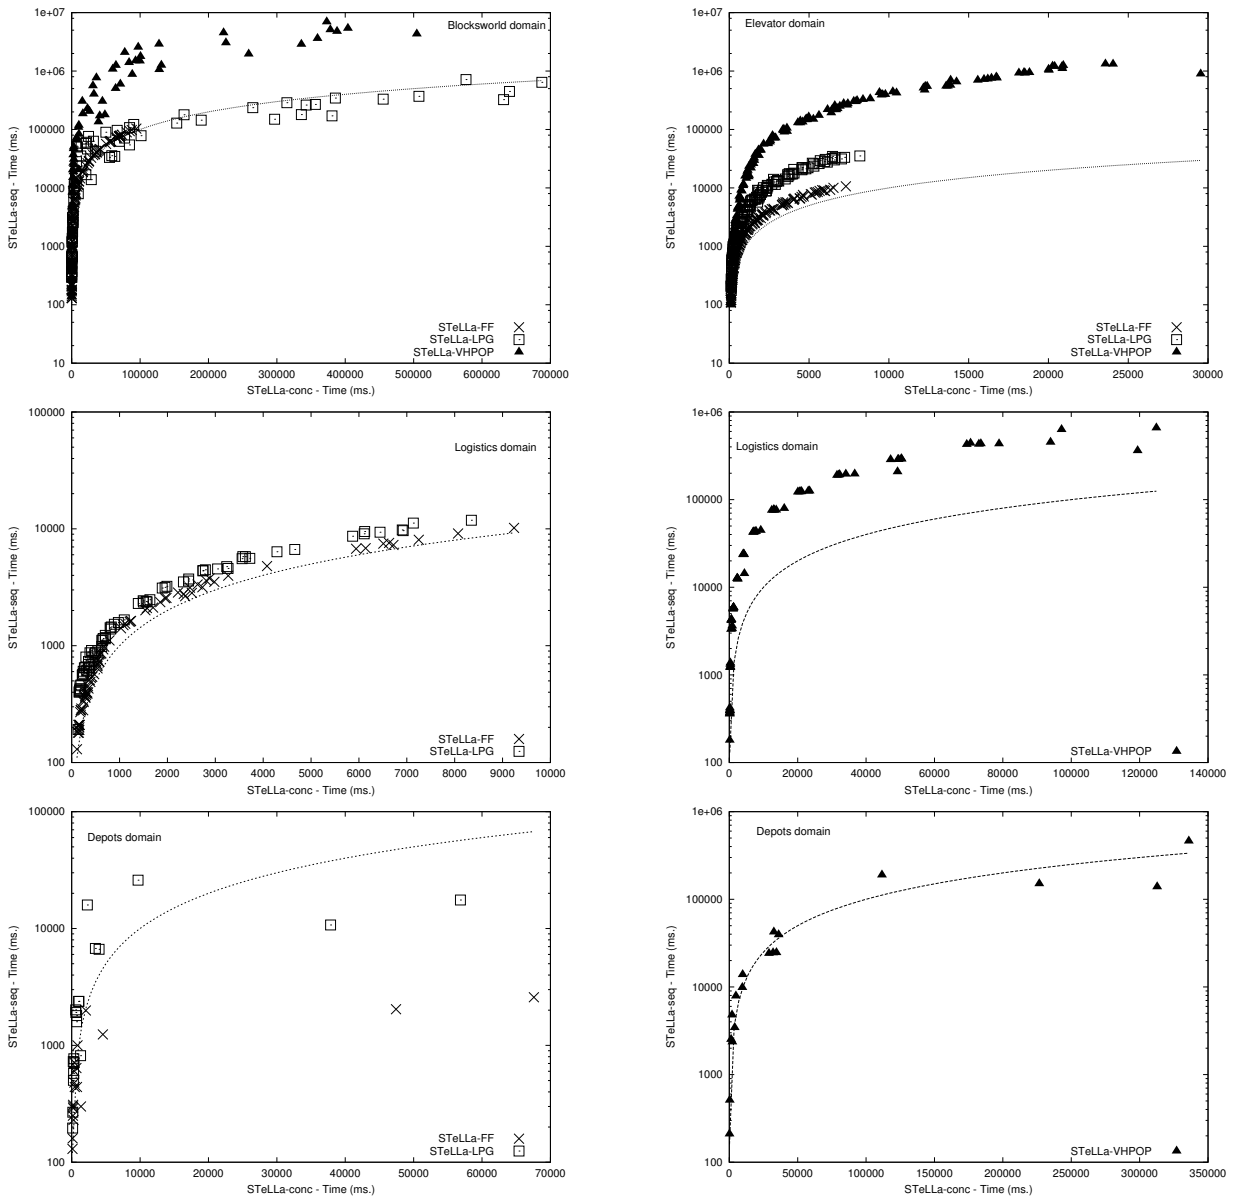 1e+07
1e+06
100000
10000
1000
100
10
0
100000
200000
300000
400000
500000
600000
700000
STeLLa-seq - Time (ms.)
STeLLa-conc - Time (ms.)
Blocksworld domain
STeLLa-FF
STeLLa-LPG
STeLLa-VHPOP
1e+07
1e+06
100000
10000
1000
100
10
0
5000
10000
15000
20000
25000
30000
STeLLa-seq - Time (ms.)
STeLLa-conc - Time (ms.)
Elevator domain
STeLLa-FF
STeLLa-LPG
STeLLa-VHPOP
100000
10000
1000
100
0
1000
2000
3000
4000
5000
6000
7000
8000
9000
10000
STeLLa-seq - Time (ms.)
STeLLa-conc - Time (ms.)
Logistics domain
STeLLa-FF
STeLLa-LPG
1e+06
100000
10000
1000
100
0
20000
40000
60000
80000
100000
120000
140000
STeLLa-seq - Time (ms.)
STeLLa-conc - Time (ms.)
Logistics domain
STeLLa-VHPOP
100000
10000
1000
100
0
10000
20000
30000
40000
50000
60000
70000
STeLLa-seq - Time (ms.)
STeLLa-conc - Time (ms.)
Depots domain
STeLLa-FF
STeLLa-LPG
1e+06
100000
10000
1000
100
0
50000
100000
150000
200000
250000
300000
350000
STeLLa-seq - Time (ms.)
STeLLa-conc - Time (ms.)
Depots domain
STeLLa-VHPOP